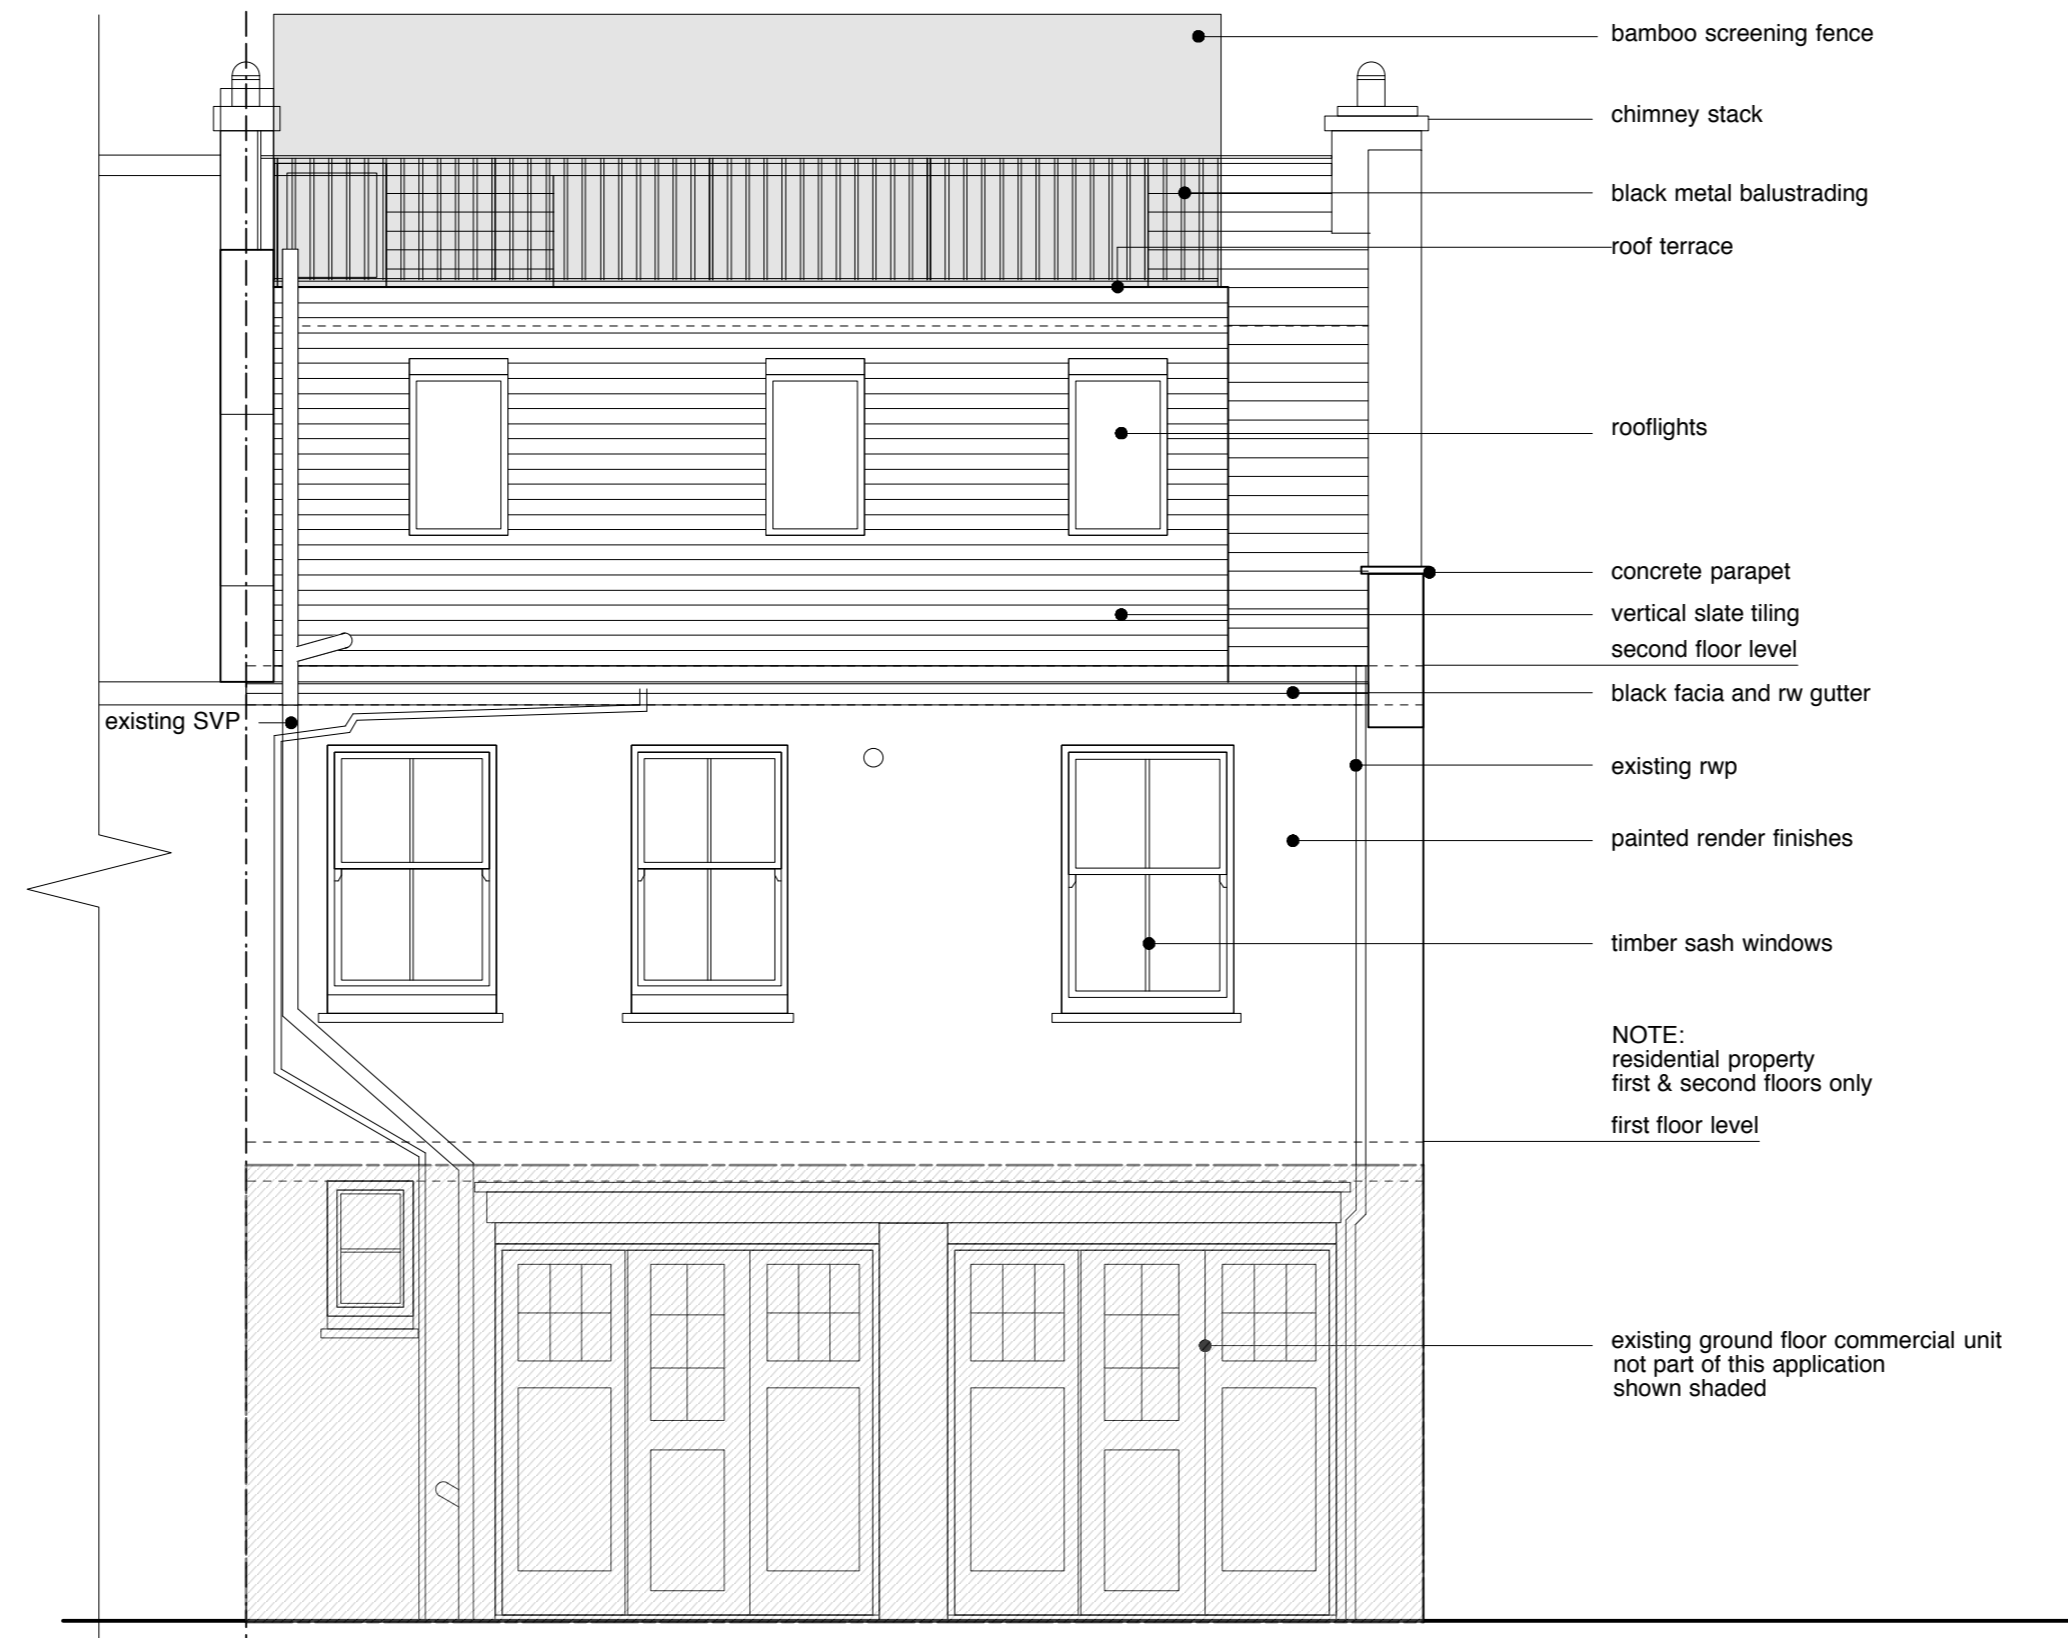 bamboo screening fence
chimney stack
black metal balustrading
roof terrace
rooflights
concrete parapet
vertical slate tiling
second floor level
black facia and rw gutter
existing SVP
existing rwp
painted render finishes
timber sash windows
NOTE:
residential property
first & second floors only
first floor level
existing ground floor commercial unit
not part of this application
shown shaded